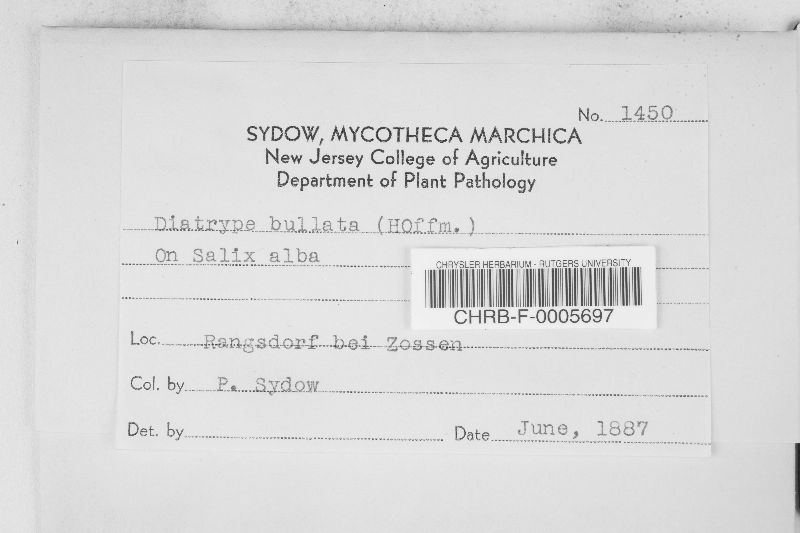 No. 1450
SYDOW, MYCOTHECA MARCHICA
New Jersey College of Agriculture
Department of Plant Pathology
Diatrype bullata (HOffm.)
On Salix alba
CHRYSLER HERBARIUM - RUTGERS UNIVERSITY
CHRB-F-0005697
Loc. Rangsdorf bei Zossen
Col. by P. Sydow
Det. by
Date June, 1887